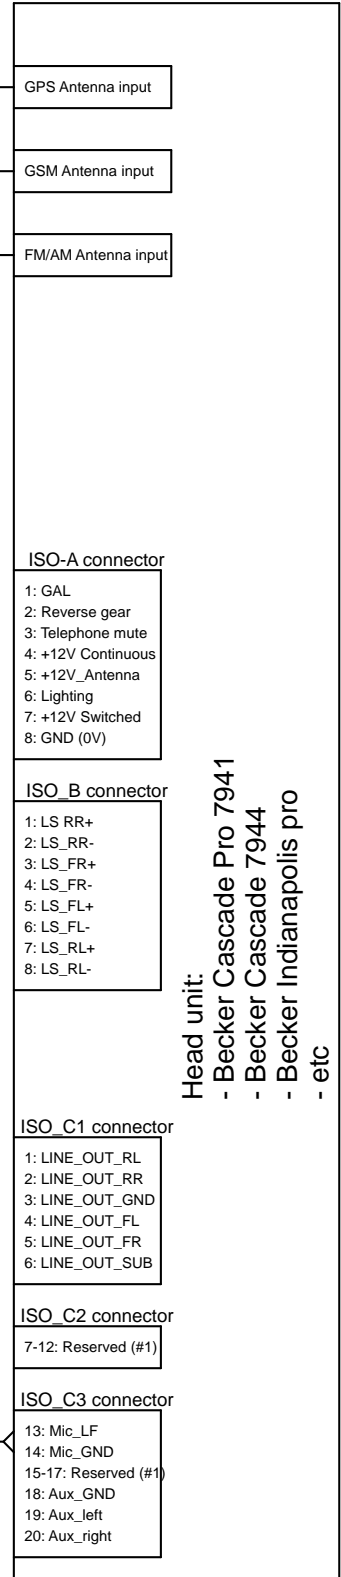 GPS Antenna input
GSM Antenna input
FM/AM Antenna input
ISO-A connector
1: GAL
2: Reverse gear
3: Telephone mute
4: +12V Continuous
5: +12V_Antenna
6: Lighting
7: +12V Switched
8: GND (0V)
ISO_B connector
1: LS RR+
2: LS_RR-
3: LS_FR+
4: LS_FR-
5: LS_FL+
6: LS_FL-
7: LS_RL+
8: LS_RL-
Head unit:
- Becker Cascade Pro 7941
- Becker Cascade 7944
- Becker Indianapolis pro
- etc
ISO_C1 connector
1: LINE_OUT_RL
2: LINE_OUT_RR
3: LINE_OUT_GND
4: LINE_OUT_FL
5: LINE_OUT_FR
6: LINE_OUT_SUB
ISO_C2 connector
7-12: Reserved (#1)
ISO_C3 connector
13: Mic_LF
14: Mic_GND
15-17: Reserved (#1)
18: Aux_GND
19: Aux_left
20: Aux_right